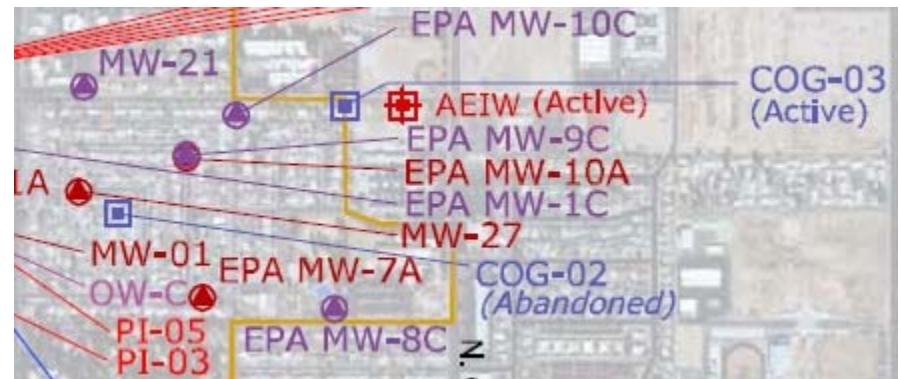 EPA MW-10C
MW-21
COG-03
(Active)
AEIW (Active)
EPA MW-9C
EPA MW-10A
1A
EPA MW-1C
MW-27
MW-01
EPA MW-7A
COG-02
(Abandoned)
OW-C
PI-05
EPA MW-8C
PI-03
N.